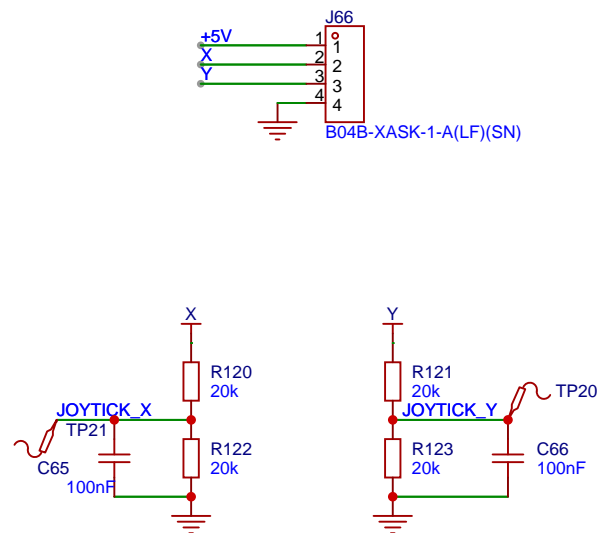 J66
+5V
X
Y
1
2
3
4
1
2
3
4
B04B-XASK-1-A(LF)(SN)
X
R120
20k
JOYTICK_X
TP21
R122
20k
C65
100nF
Y
R121
20k
JOYTICK_Y
TP20
R123
20k
C66
100nF